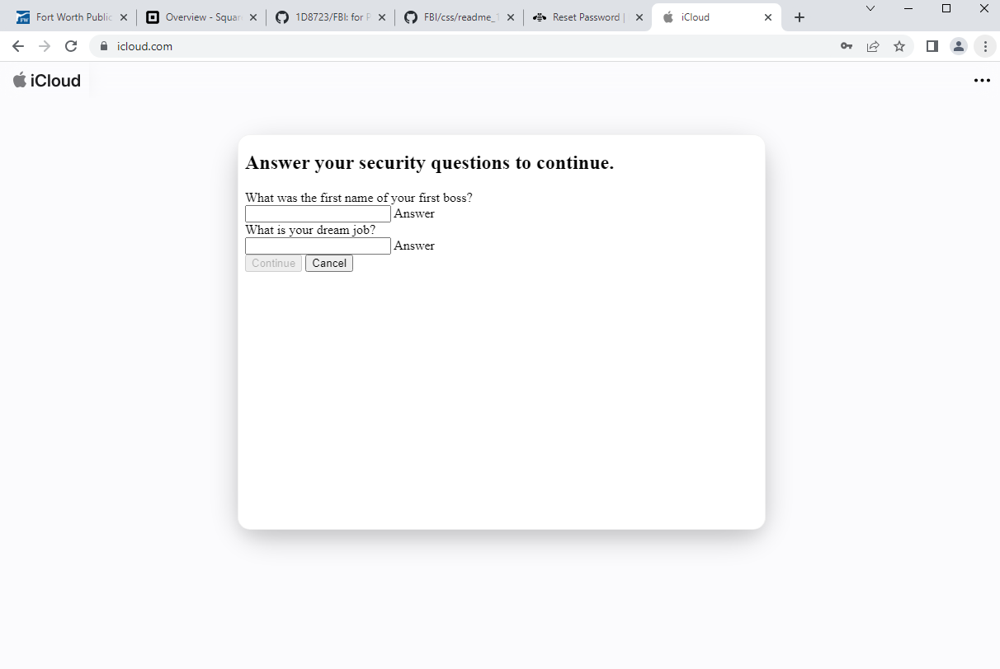 Fort Worth Public
Overview - Squar
1D8723/FBI: for P
FBI/css/readme_1
Reset Password |
iCloud
icloud.com
iCloud
Answer your security questions to continue.
What was the first name of your first boss?
Answer
What is your dream job?
Answer
Continue Cancel